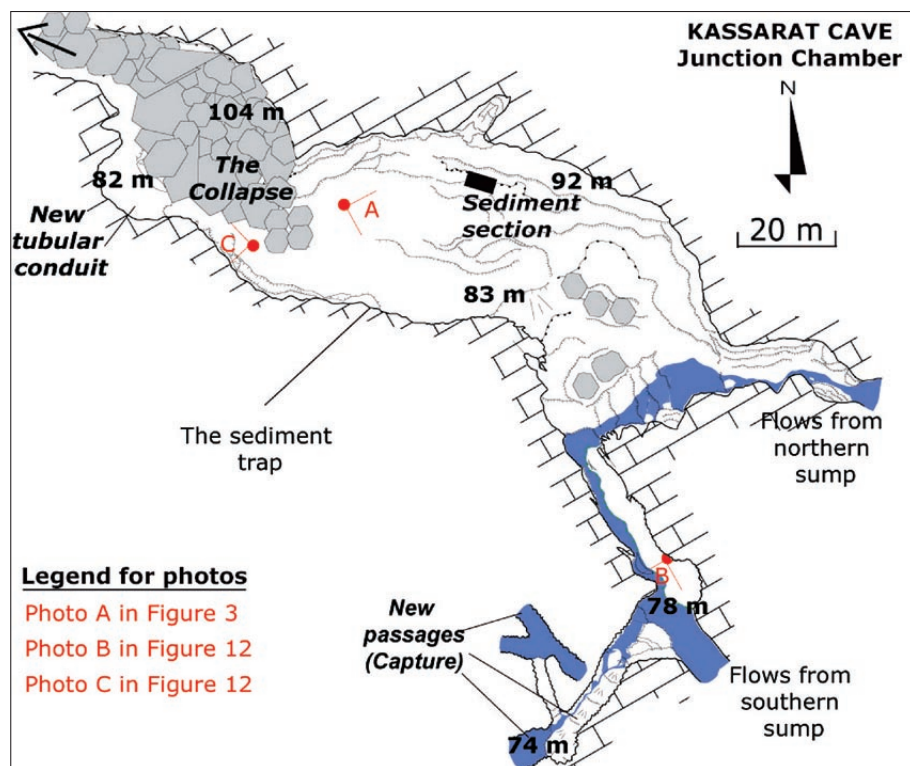 KASSARAT CAVE
Junction Chamber
N
104 m
The
Collapse
82 m
92 m
A
Sediment
section
20 m
New
tubular
conduit
C
83 m
The sediment
trap
Flows from
northern
sump
B
78 m
Legend for photos
Photo A in Figure 3
Photo B in Figure 12
Photo C in Figure 12
New
passages
(Capture)
Flows from
southern
sump
74 m